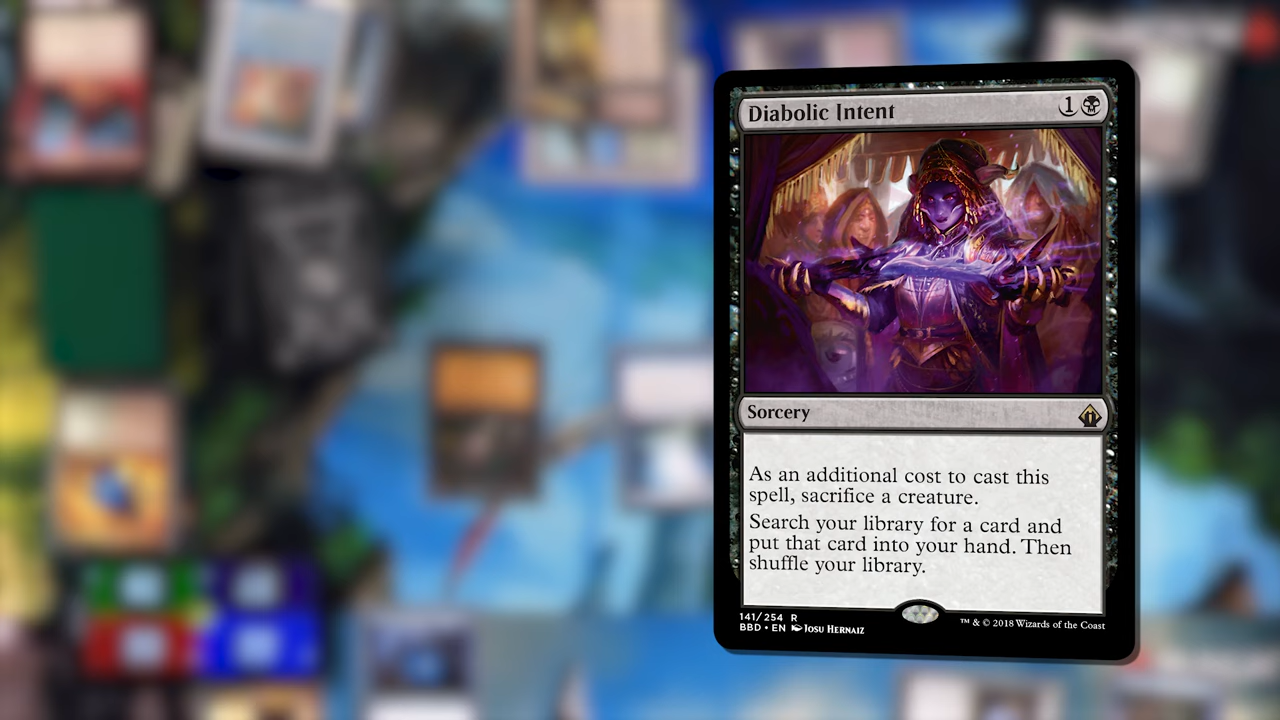 Diabolic Intent 1
Sorcery
As an additional cost to cast this
spell, sacrifice a creature.
Search your library for a card and
put that card into your hand. Then
shuffle your library.
141/254 R
BBD • EN Josu Hernaiz
™ & © 2018 Wizards of the Coast